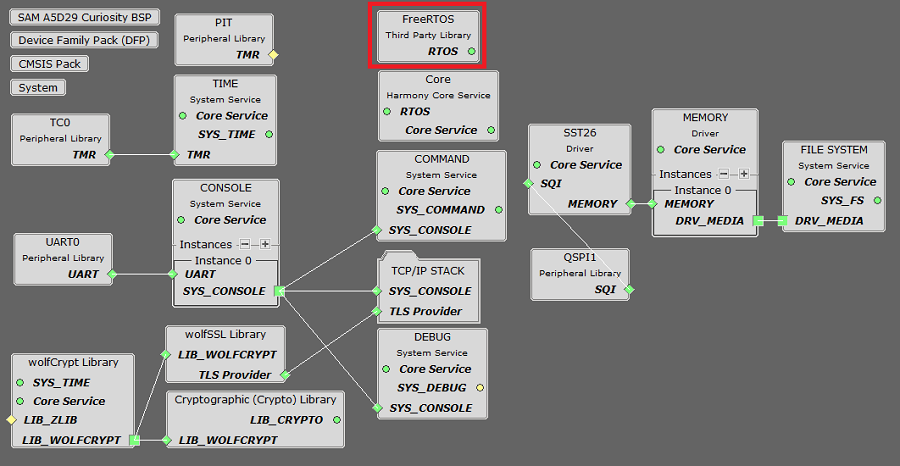 SAM A5D29 Curiosity BSP
Device Family Pack (DFP)
CMSIS Pack
System
PIT
Peripheral Library
TMR
FreeRTOS
Third Party Library
RTOS
TIME
System Service
Core Service
SYS_TIME
TMR
TC0
Peripheral Library
TMR
Core
Harmony Core Service
RTOS
Core Service
CONSOLE
System Service
Core Service
Instances
Instance 0
UART
SYS_CONSOLE
UART0
Peripheral Library
UART
COMMAND
System Service
Core Service
SYS_COMMAND
SYS_CONSOLE
SST26
Driver
Core Service
SQI
MEMORY
MEMORY
Driver
Core Service
Instances
Instance 0
MEMORY
DRV_MEDIA
FILE SYSTEM
System Service
Core Service
SYS_FS
DRV_MEDIA
QSPI1
Peripheral Library
SQI
TCP/IP STACK
SYS_CONSOLE
TLS Provider
wolfSSL Library
LIB_WOLFCRYPT
TLS Provider
DEBUG
System Service
Core Service
SYS_DEBUG
SYS_CONSOLE
wolfCrypt Library
SYS_TIME
Core Service
LIB_ZLIB
LIB_WOLFCRYPT
Cryptographic (Crypto) Library
LIB_CRYPTO
LIB_WOLFCRYPT